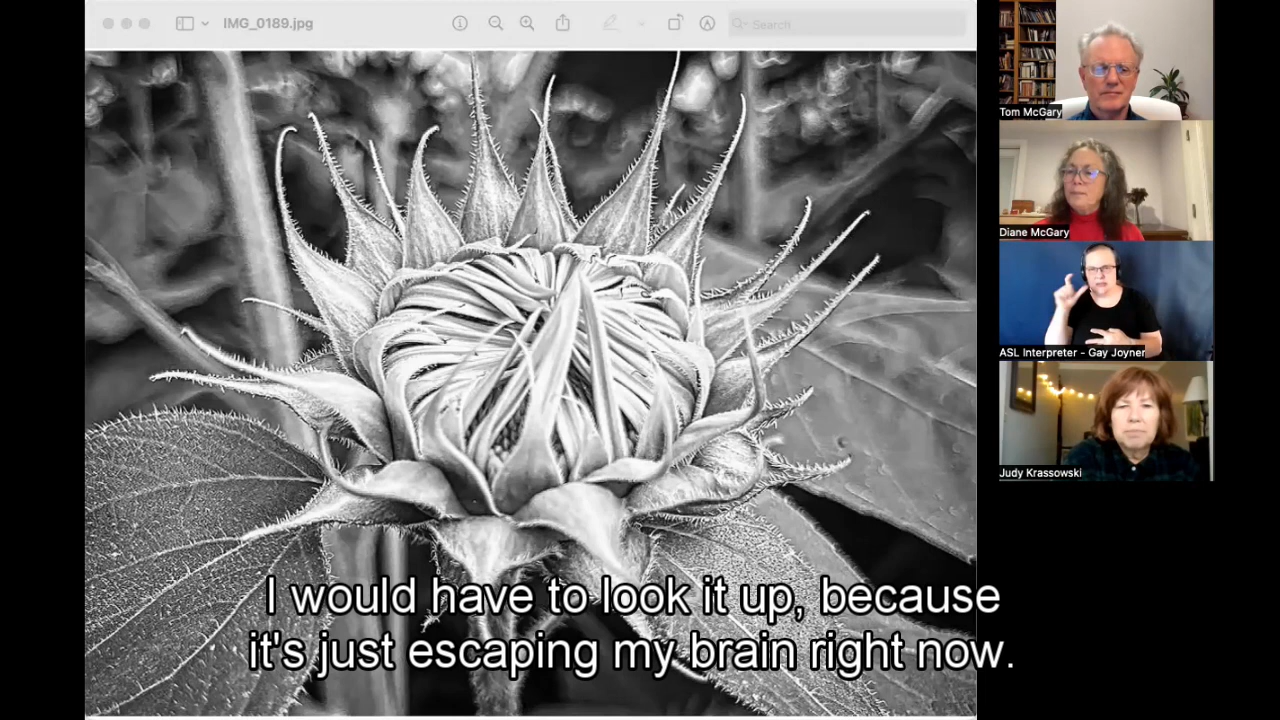 IMG_0189.jpg
Search
Tom McGary
Diane McGary
ASL Interpreter - Gay Joyner
Judy Krassowski
I would have to look it up, because
it's just escaping my brain right now.